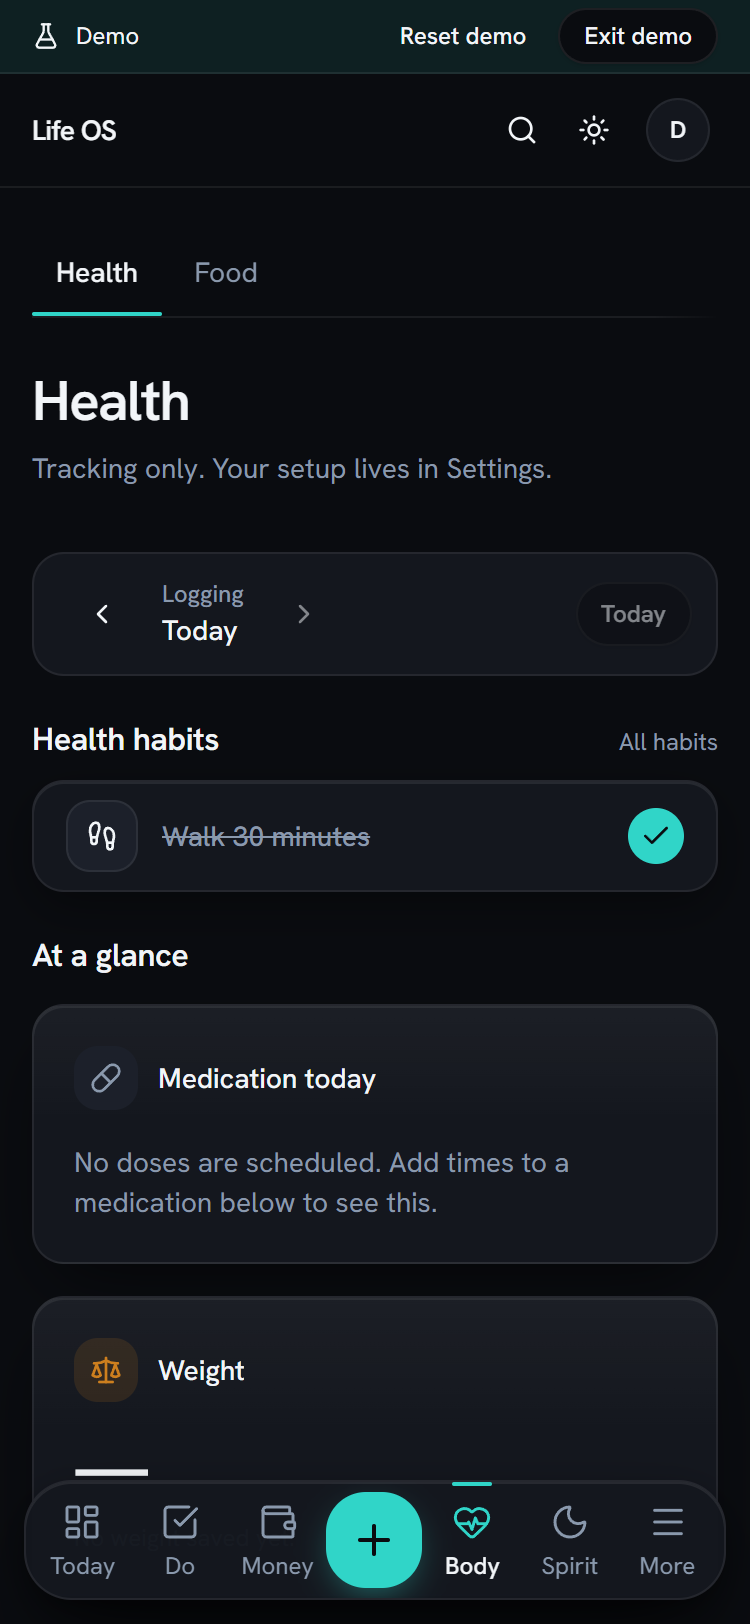 Demo
Reset demo
Exit demo
Life OS
D
Health
Food
Health
Tracking only. Your setup lives in Settings.
Logging
Today
Today
Health habits
All habits
Walk 30 minutes
At a glance
Medication today
No doses are scheduled. Add times to a
medication below to see this.
Weight
Today
Do
Money
Body
Spirit
More